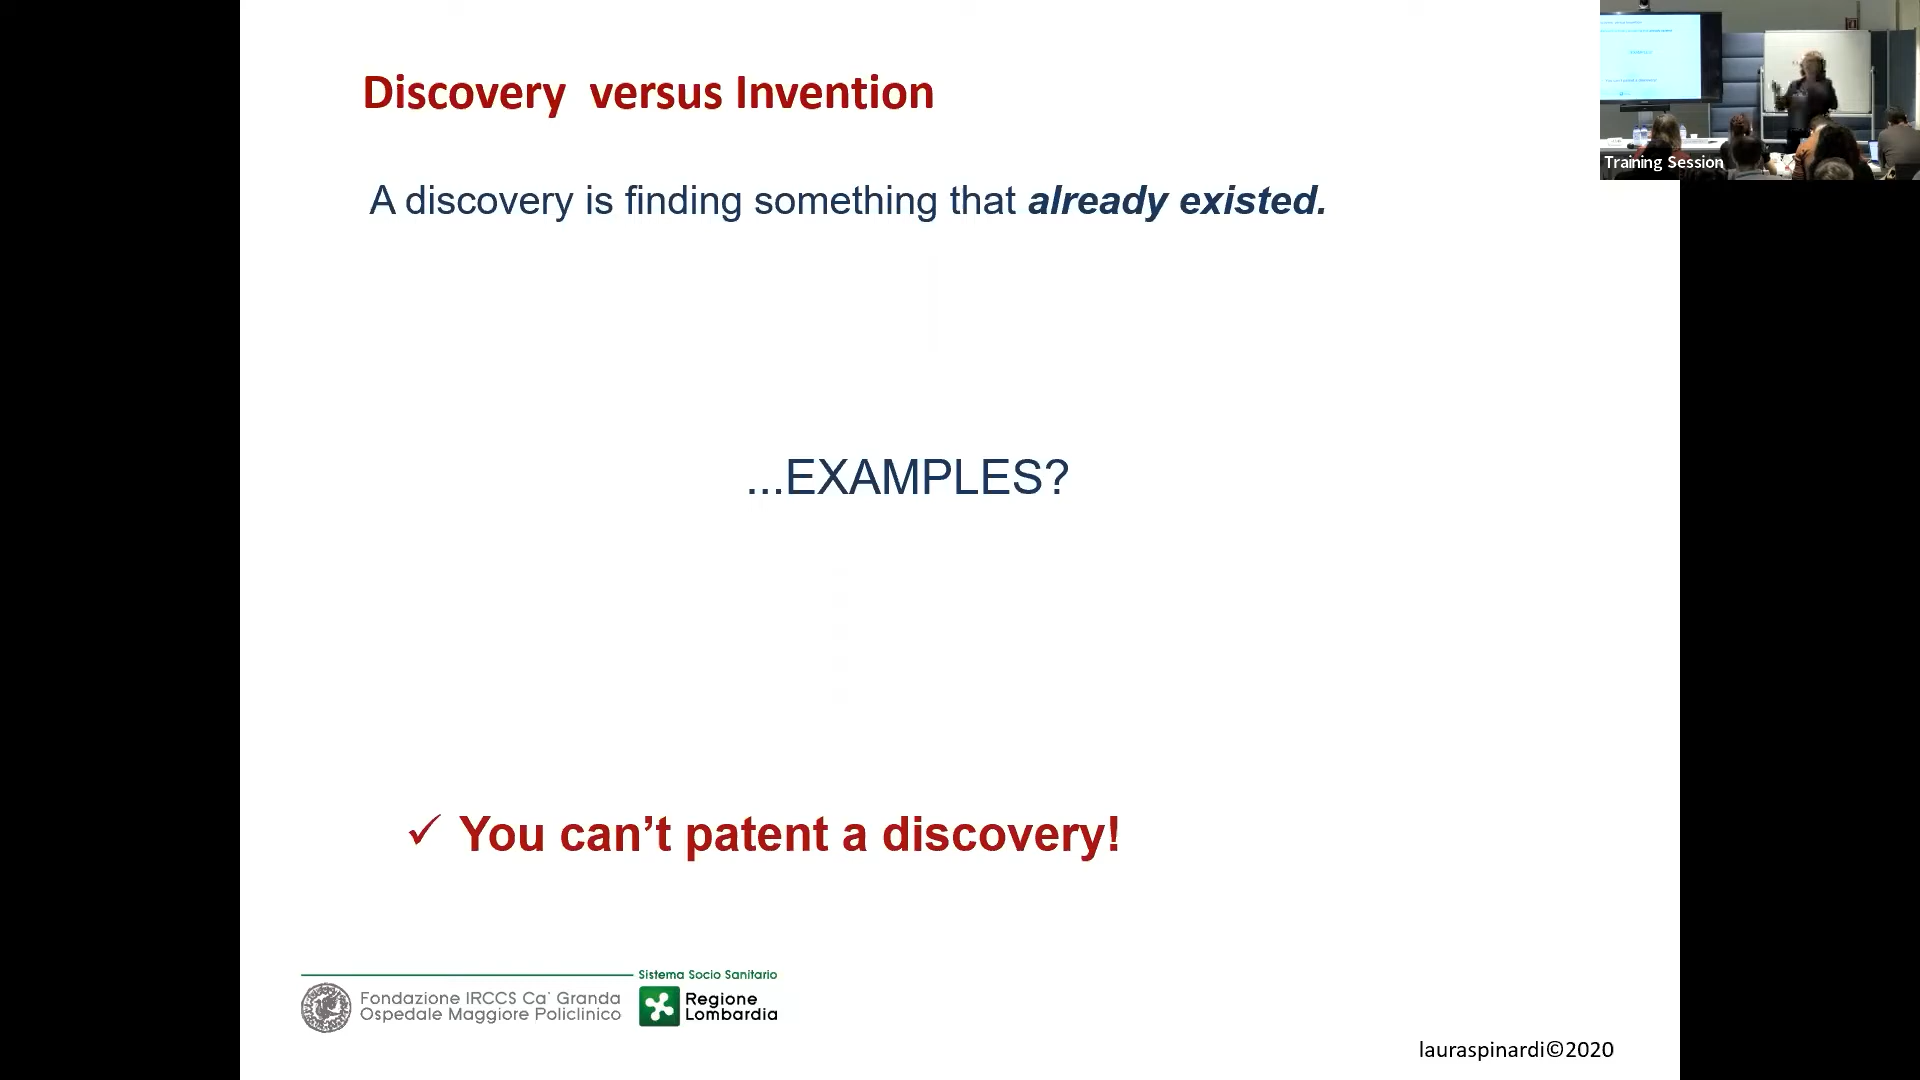 Discovery versus Invention
A discovery is finding something that already existed.
...EXAMPLES?
✓ You can't patent a discovery!
Sistema Socio Sanitario
Fondazione IRCCS Ca' Granda
Ospedale Maggiore Policlinico
Regione
Lombardia
lauraspinardi©2020
Training Session